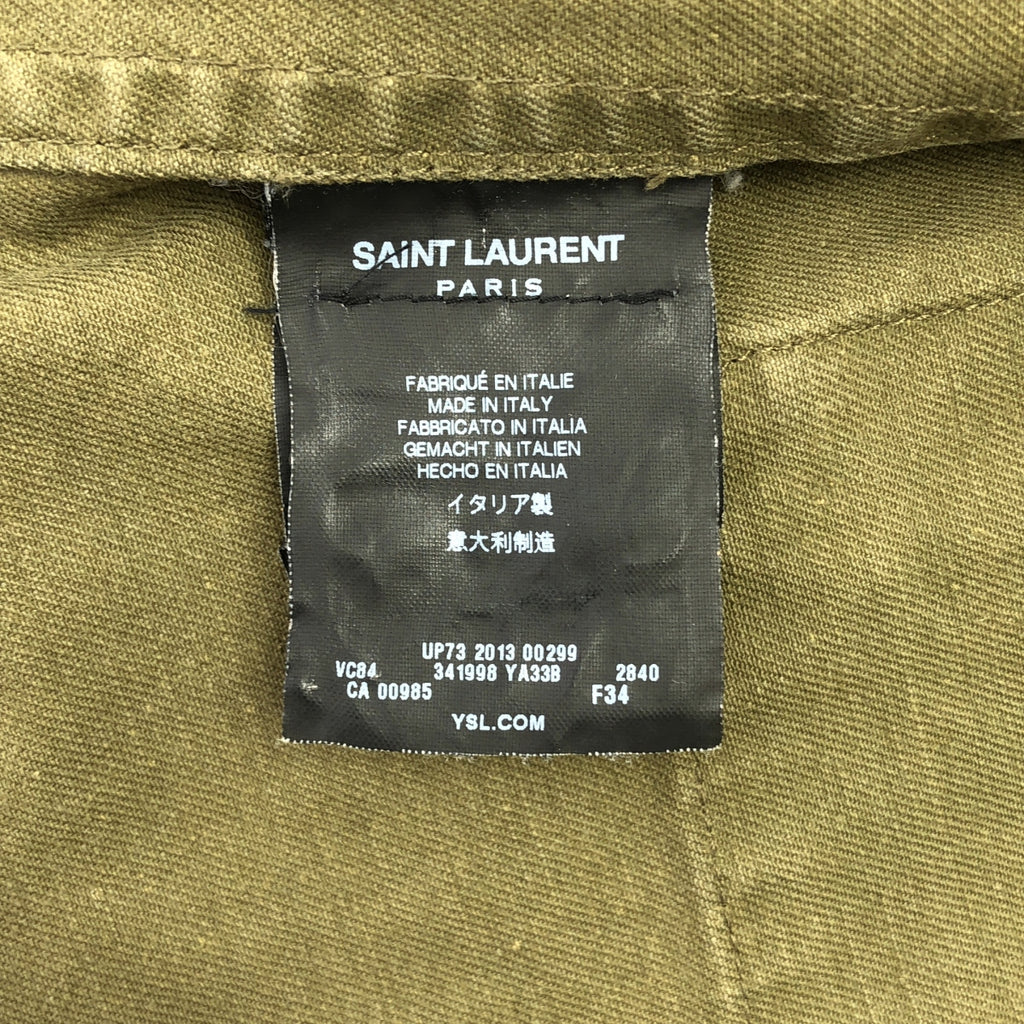 SAINT LAURENT
PARIS
FABRIQUÉ EN ITALIE
MADE IN ITALY
FABBRICATO IN ITALIA
GEMACHT IN ITALIEN
HECHO EN ITALIA
イタリア製
意大利制造
UP73 2013 00299
VC84 341998 YA33B 2840
CA 00985 F34
YSL.COM